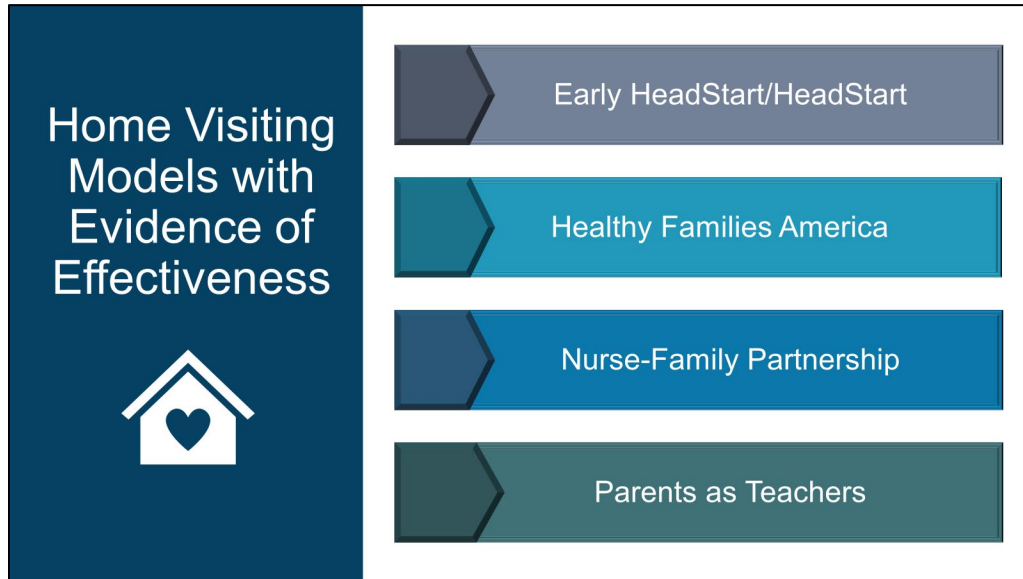 Home Visiting
Models with
Evidence of
Effectiveness
Early HeadStart/HeadStart
Healthy Families America
Nurse-Family Partnership
Parents as Teachers